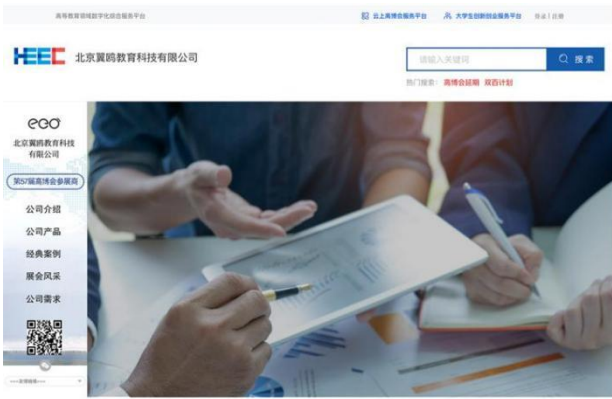 高等教育领域数字化综合服务平台
云上高博会服务平台 大学生创新创业服务平台 登录 | 注册
HEEC 北京翼鸥教育科技有限公司
请输入关键词 搜索
热门搜索: 高博会延期 双百计划
eeo
北京翼鸥教育科技
有限公司
第57届高博会参展商
公司介绍
公司产品
经典案例
展会风采
公司需求